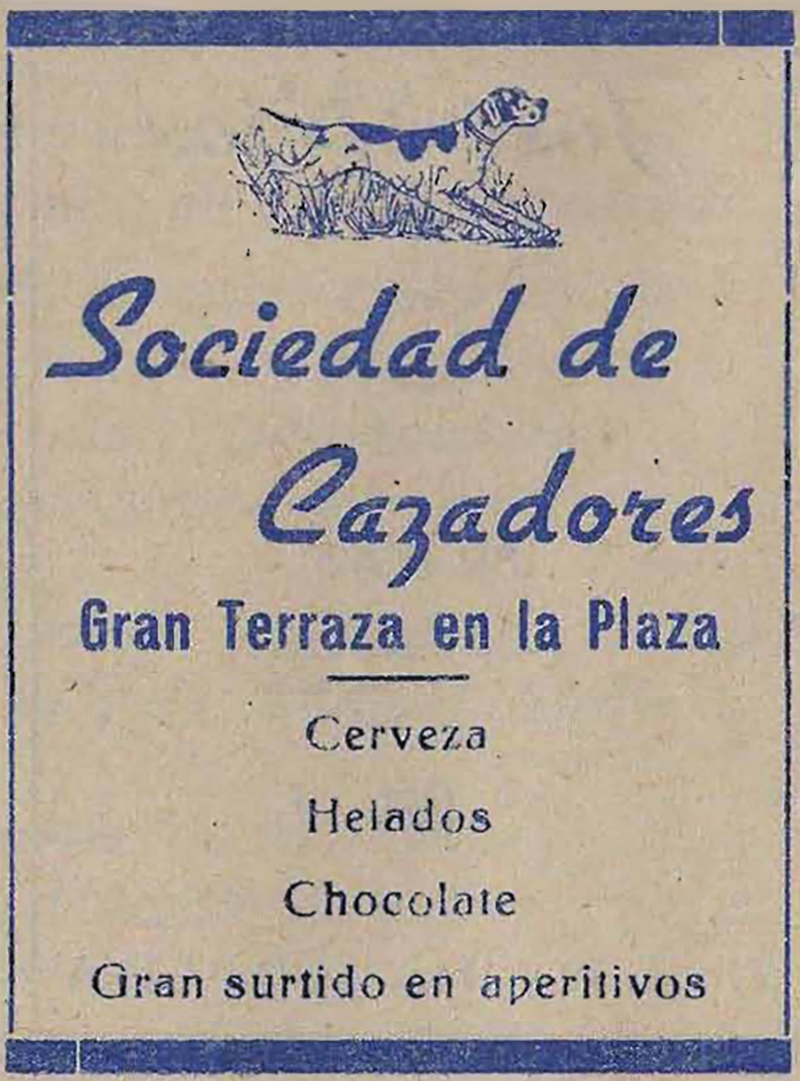 Sociedad de
Cazadores
Gran Terraza en la Plaza
Cerveza
Helados
Chocolate
Gran surtido en aperitivos